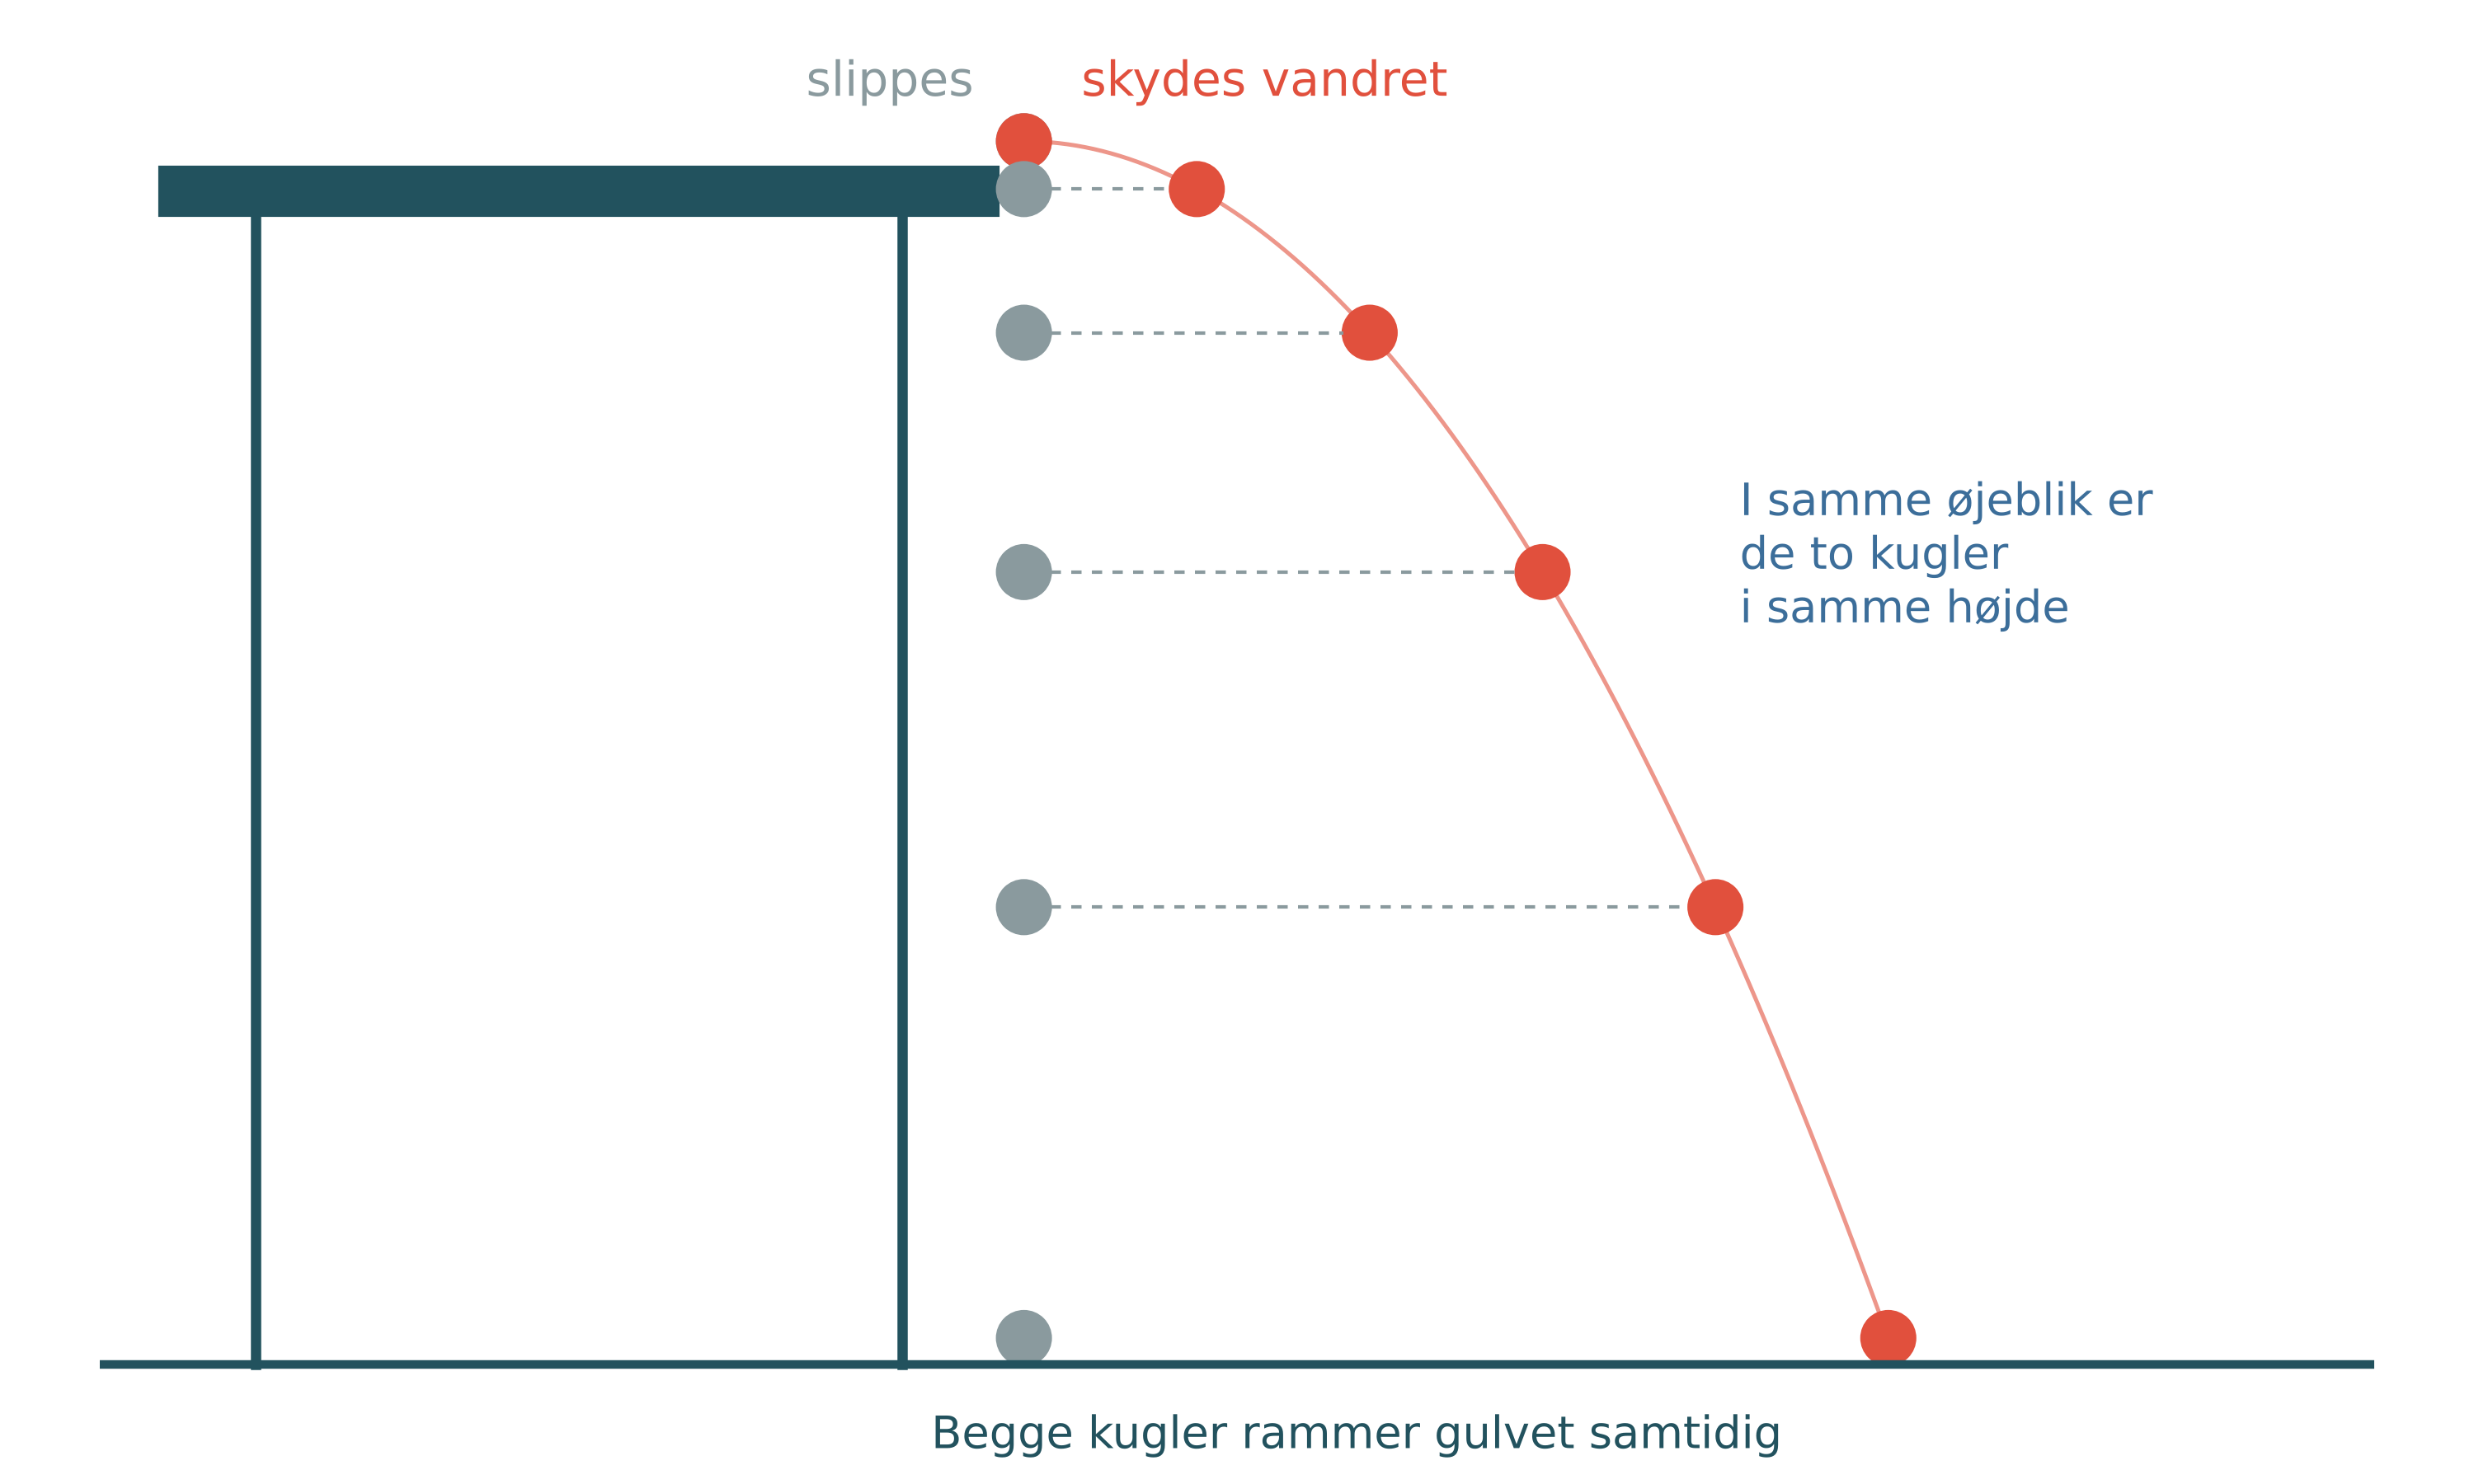 slippes
skydes vandret
I samme øjeblik er
de to kugler
i samme højde
Begge kugler rammer gulvet samtidig